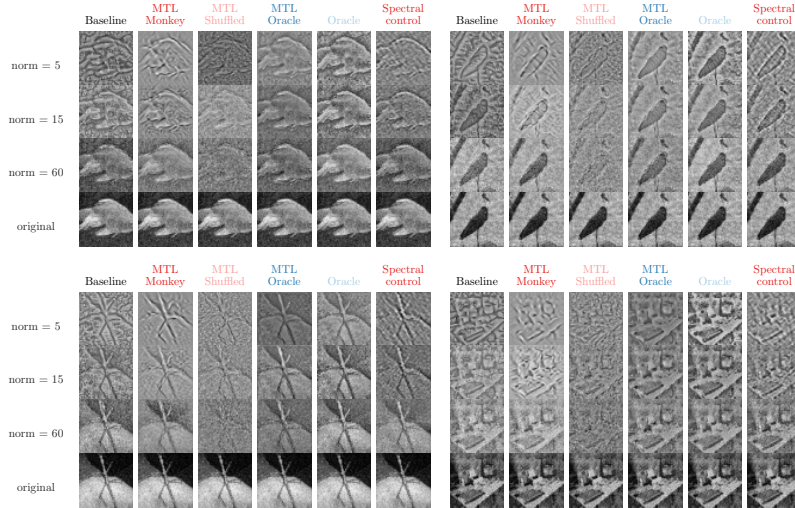 Baseline MTL Monkey MTL Shuffled MTL Oracle Oracle Spectral control
norm = 5
norm = 15
norm = 60
original
Baseline MTL Monkey MTL Shuffled MTL Oracle Oracle Spectral control
Baseline MTL Monkey MTL Shuffled MTL Oracle Oracle Spectral control
norm = 5
norm = 15
norm = 60
original
Baseline MTL Monkey MTL Shuffled MTL Oracle Oracle Spectral control